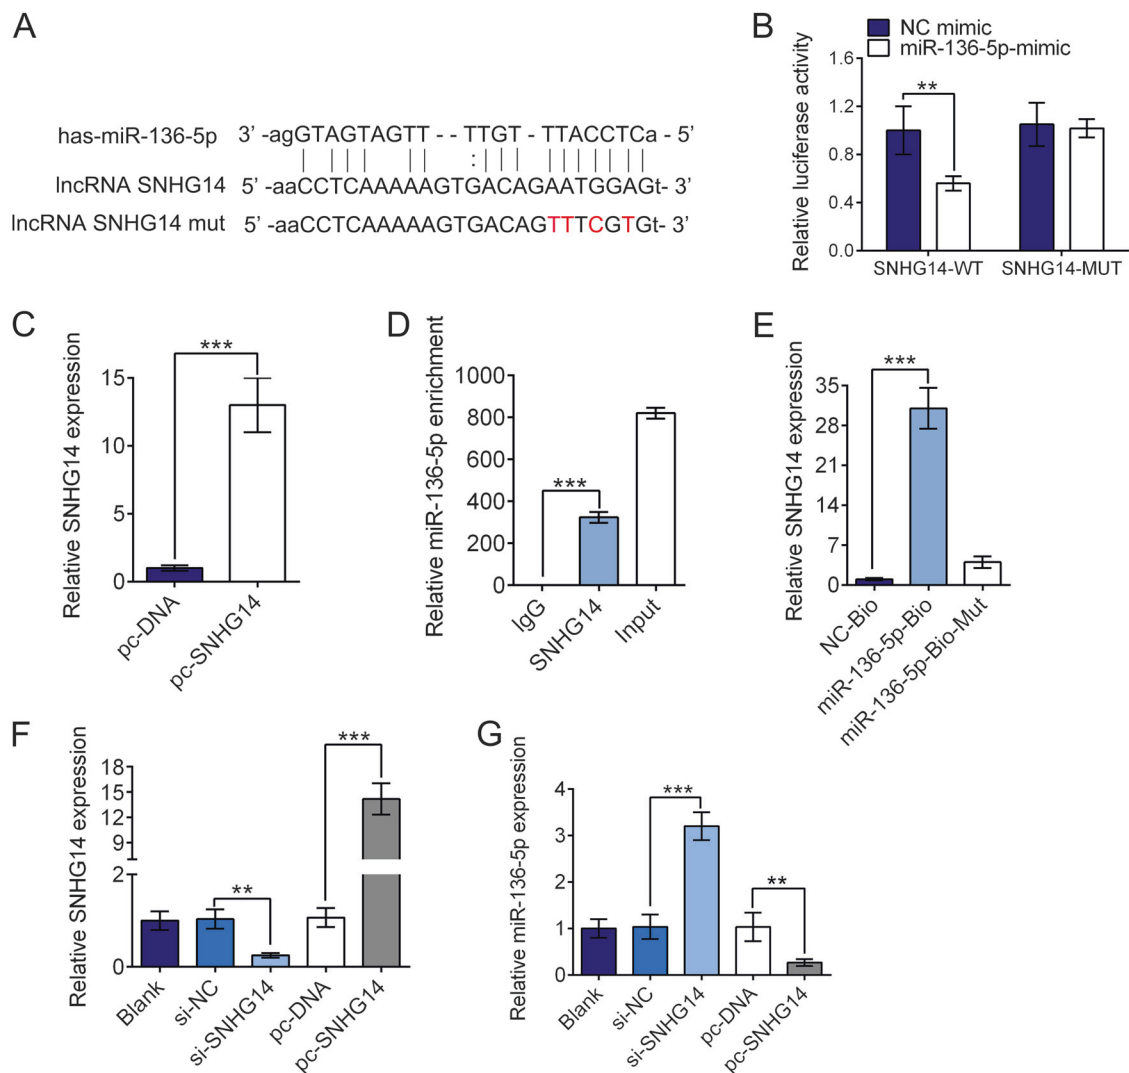 A
has-miR-136-5p 3' -agGTAGTAGTT - - TTGT - TTACCTCa - 5'
lncRNA SNHG14 5' -aaCCTCAAAAAGTGACAGAATGGAGt- 3'
lncRNA SNHG14 mut 5' -aaCCTCAAAAAGTGACAGTTTCGTGt- 3'
B
NC mimic
miR-136-5p-mimic
Relative luciferase activity
1.6
1.2
0.8
0.4
0.0
**
SNHG14-WT SNHG14-MUT
C
Relative SNHG14 expression
15
10
5
0
***
pc-DNA
pc-SNHG14
D
Relative miR-136-5p enrichment
1000
800
600
400
200
0
***
IgG
SNHG14
Input
E
Relative SNHG14 expression
35
28
21
14
7
0
***
NC-Bio
miR-136-5p-Bio
miR-136-5p-Bio-Mut
F
Relative SNHG14 expression
18
15
12
9
2
1
0
**
***
Blank
si-NC
si-SNHG14
pc-DNA
pc-SNHG14
G
Relative miR-136-5p expression
4
3
2
1
0
***
**
Blank
si-NC
si-SNHG14
pc-DNA
pc-SNHG14